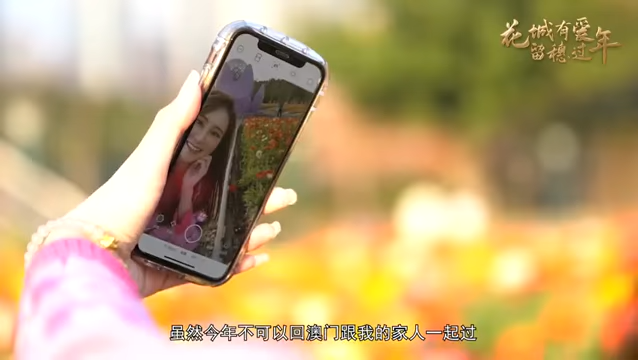 花城有爱
留穗过年
虽然今年不可以回澳门跟我的家人一起过